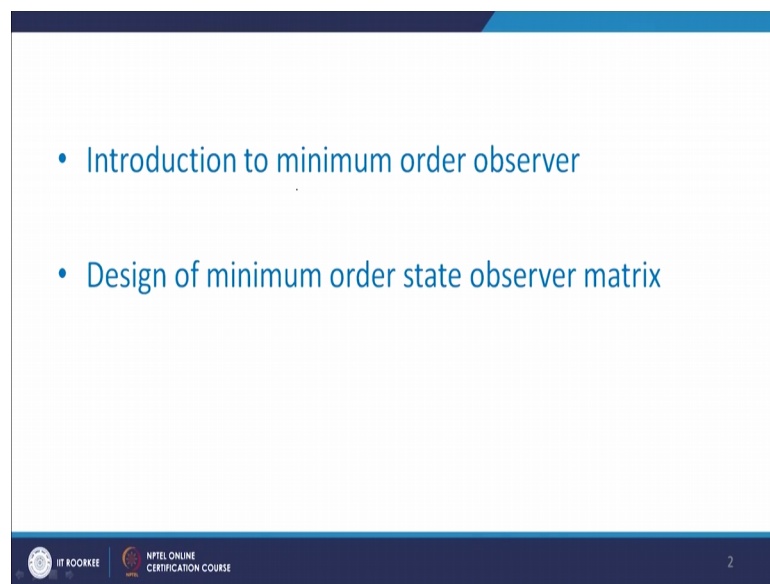 • Introduction to minimum order observer
• Design of minimum order state observer matrix
IIT ROORKEE
NPTEL
NPTEL ONLINE
CERTIFICATION COURSE
2